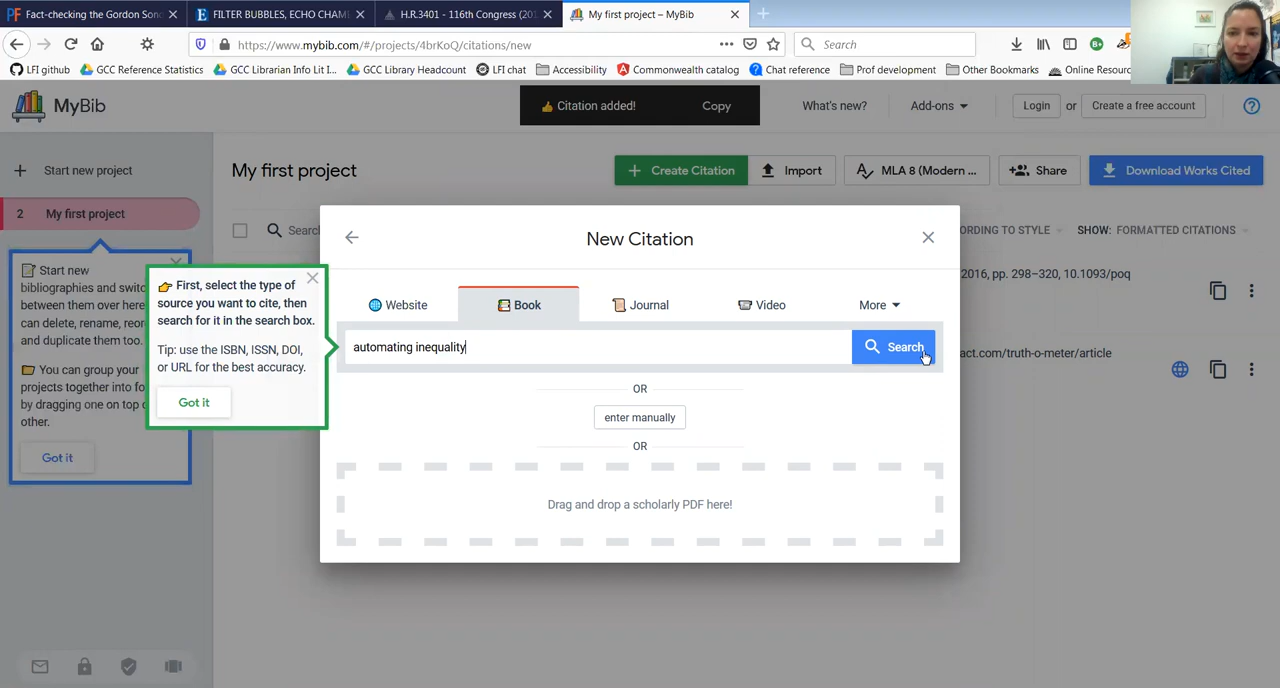 Fact-checking the Gordon Son
FILTER BUBBLES, ECHO CHAM
H.R.3401 - 116th Congress (20
My first project – MyBib
https://www.mybib.com/#/projects/4brKoQ/citations/new
Search
LFI github
GCC Reference Statistics
GCC Librarian Info Lit I...
GCC Library Headcount
LFI chat
Accessibility
Commonwealth catalog
Chat reference
Prof development
Other Bookmarks
Online Resourc
MyBib
Citation added!
Copy
What's new?
Add-ons
Login
or
Create a free account
Start new project
My first project
Create Citation
Import
MLA 8 (Modern ...
Share
Download Works Cited
2 My first project
Search
ORDING TO STYLE
SHOW: FORMATTED CITATIONS
New Citation
Start new
bibliographies and switc
between them over here
can delete, rename, reor
and duplicate them too.
You can group your
projects together into fo
by dragging one on top o
other.
Got it
First, select the type of
source you want to cite, then
search for it in the search box.
Tip: use the ISBN, ISSN, DOI,
or URL for the best accuracy.
Got it
2016, pp. 298–320, 10.1093/poq
Website
Book
Journal
Video
More
automating inequality
Search
act.com/truth-o-meter/article
OR
enter manually
OR
Drag and drop a scholarly PDF here!